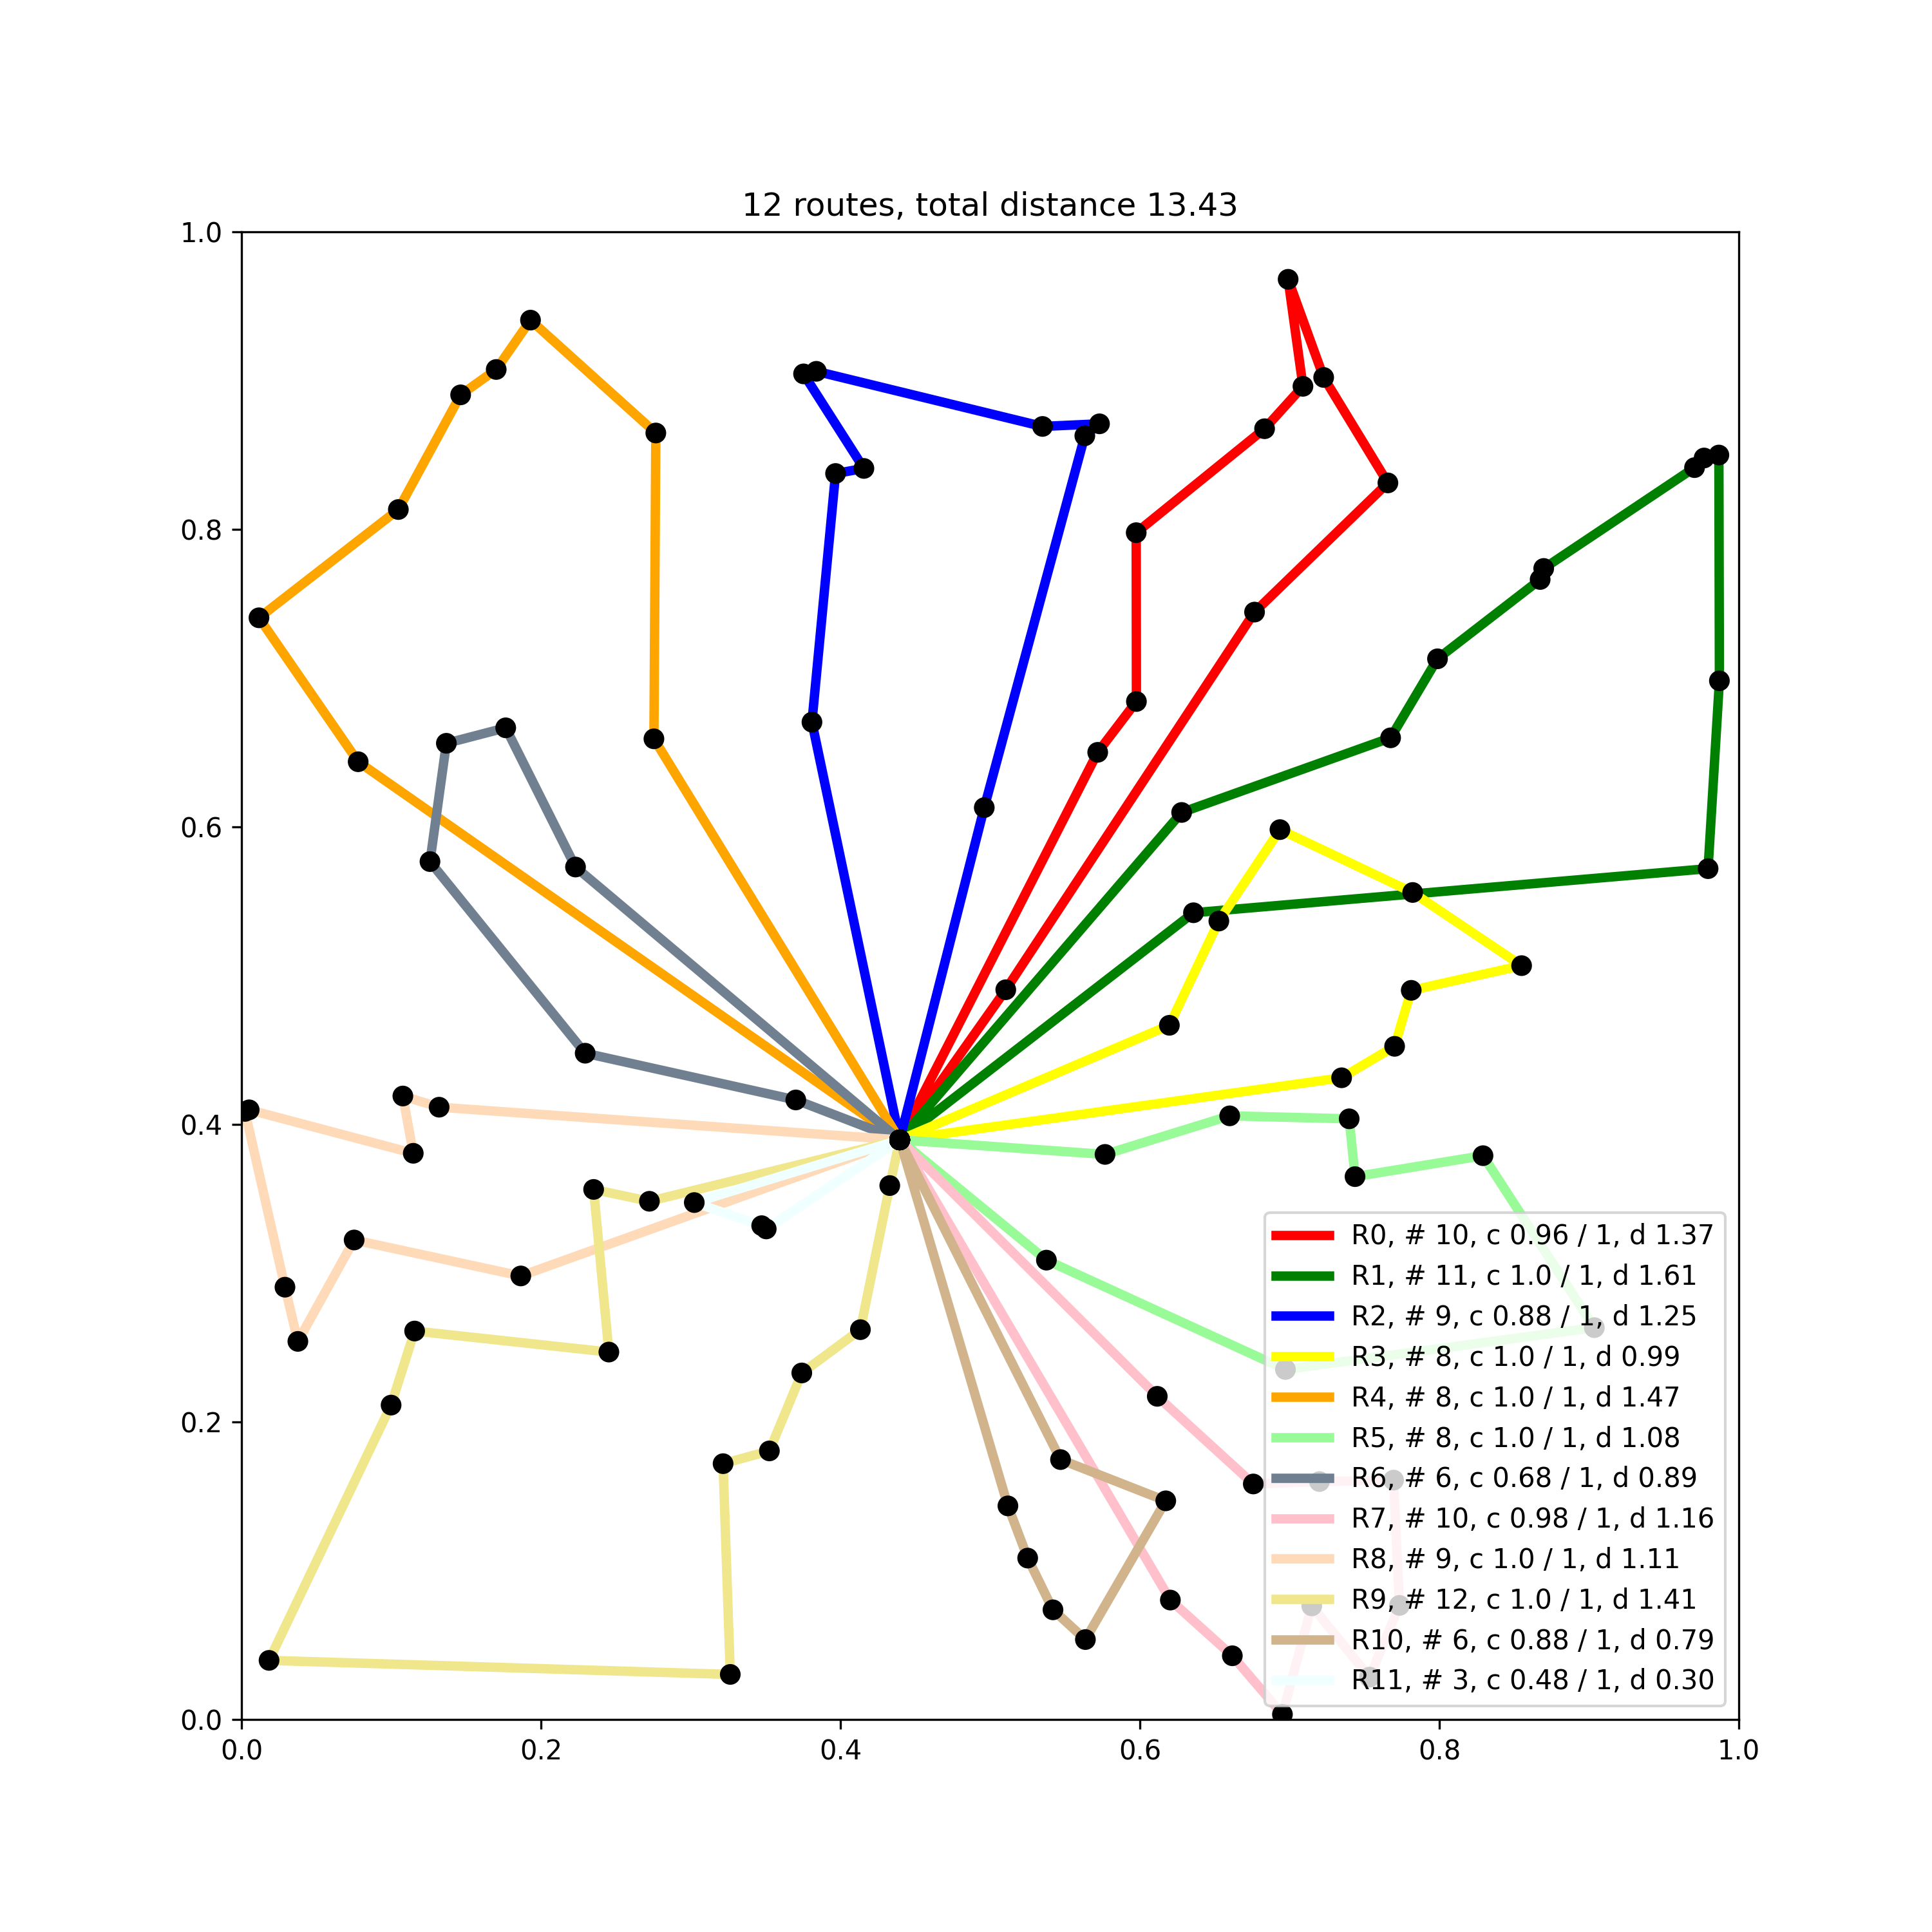 12 routes, total distance 13.43
1.0
0.8
0.6
0.4
0.2
0.0
0.0 0.2 0.4 0.6 0.8 1.0
R0, # 10, c 0.96 / 1, d 1.37
R1, # 11, c 1.0 / 1, d 1.61
R2, # 9, c 0.88 / 1, d 1.25
R3, # 8, c 1.0 / 1, d 0.99
R4, # 8, c 1.0 / 1, d 1.47
R5, # 8, c 1.0 / 1, d 1.08
R6, # 6, c 0.68 / 1, d 0.89
R7, # 10, c 0.98 / 1, d 1.16
R8, # 9, c 1.0 / 1, d 1.11
R9, # 12, c 1.0 / 1, d 1.41
R10, # 6, c 0.88 / 1, d 0.79
R11, # 3, c 0.48 / 1, d 0.30